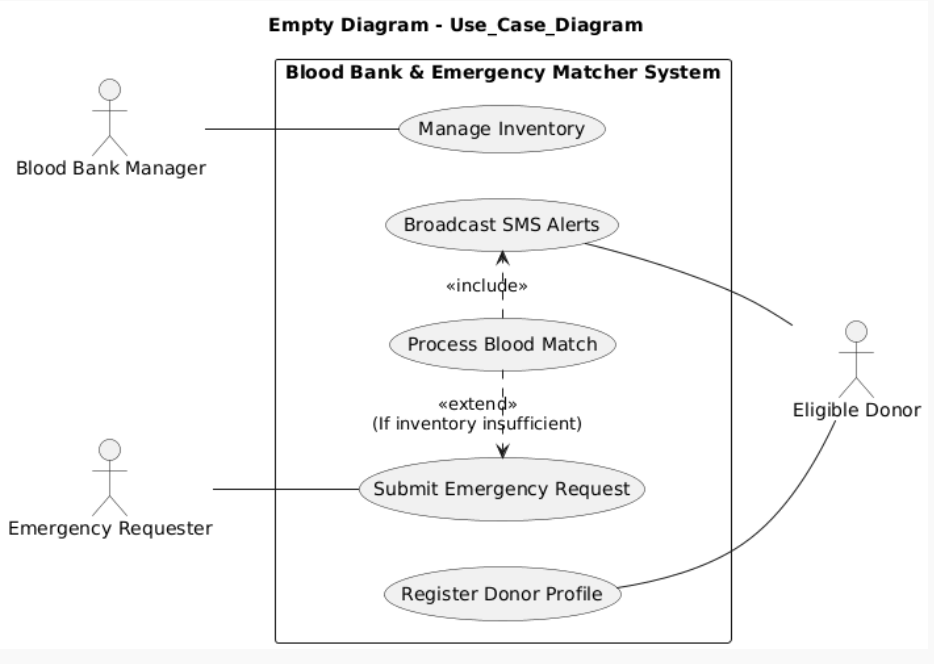 Empty Diagram - Use_Case_Diagram
Blood Bank & Emergency Matcher System
Manage Inventory
Blood Bank Manager
Broadcast SMS Alerts
«include»
Process Blood Match
«extend»
(If inventory insufficient)
Eligible Donor
Submit Emergency Request
Emergency Requester
Register Donor Profile